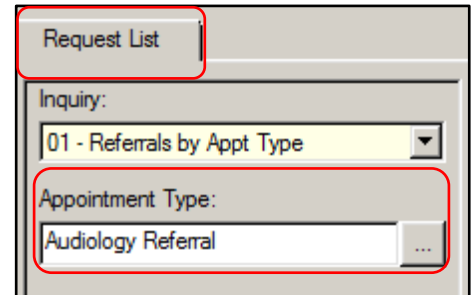 Request List
Inquiry:
01 - Referrals by Appt Type
Appointment Type:
Audiology Referral
...